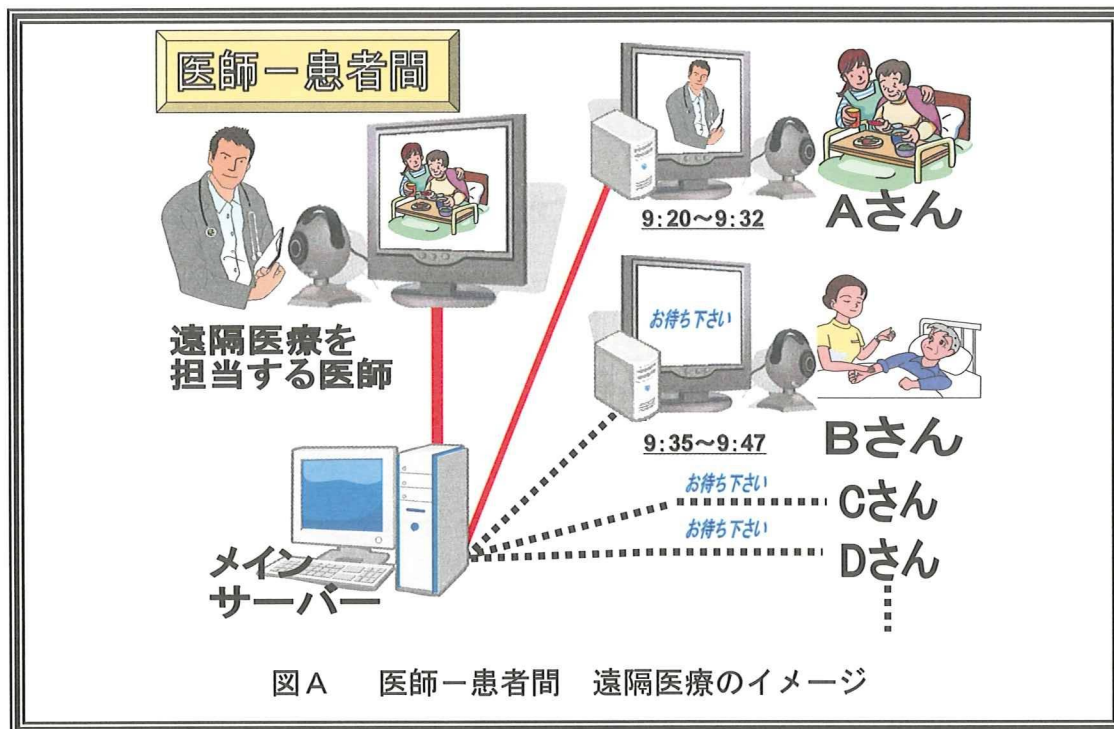 医師－患者間
遠隔医療を
担当する医師
メイン
サーバー
9:20～9:32
Aさん
お待ち下さい
9:35～9:47
Bさん
お待ち下さい
Cさん
お待ち下さい
Dさん
図A 医師－患者間 遠隔医療のイメージ